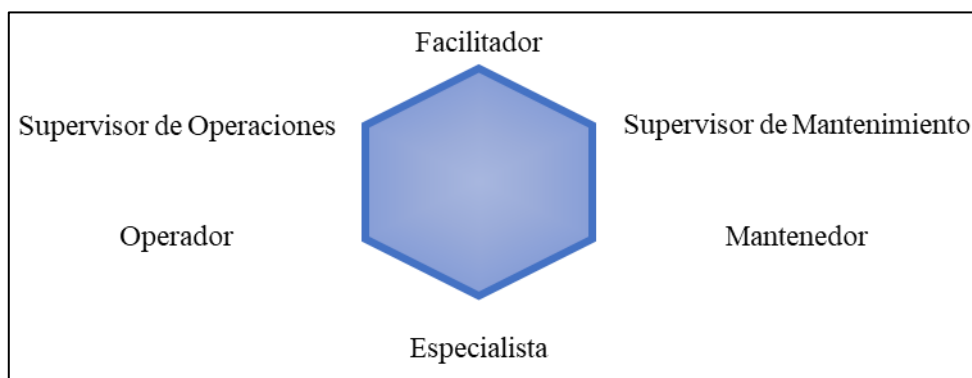 Facilitador
Supervisor de Operaciones
Supervisor de Mantenimiento
Operador
Mantenedor
Especialista